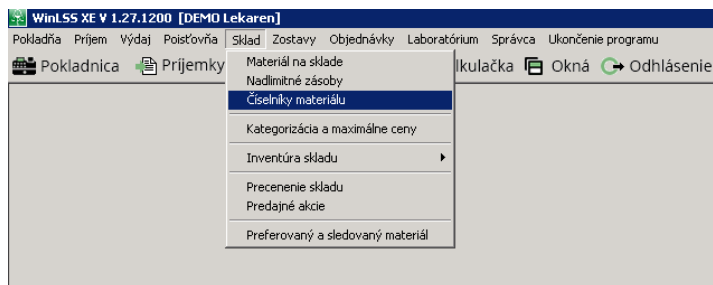 WinLSS XE V 1.27.1200 [DEMO Lekaren]
Pokladňa Príjem Výdaj Poisťovňa Sklad Zostavy Objednávky Laboratórium Správca Ukončenie programu
Pokladnica Príjemky Okná Odhlásenie
Materiál na sklade
Nadlimitné zásoby
Číselníky materiálu
Kategorizácia a maximálne ceny
Inventúra skladu
Precenenie skladu
Predajné akcie
Preferovaný a sledovaný materiál